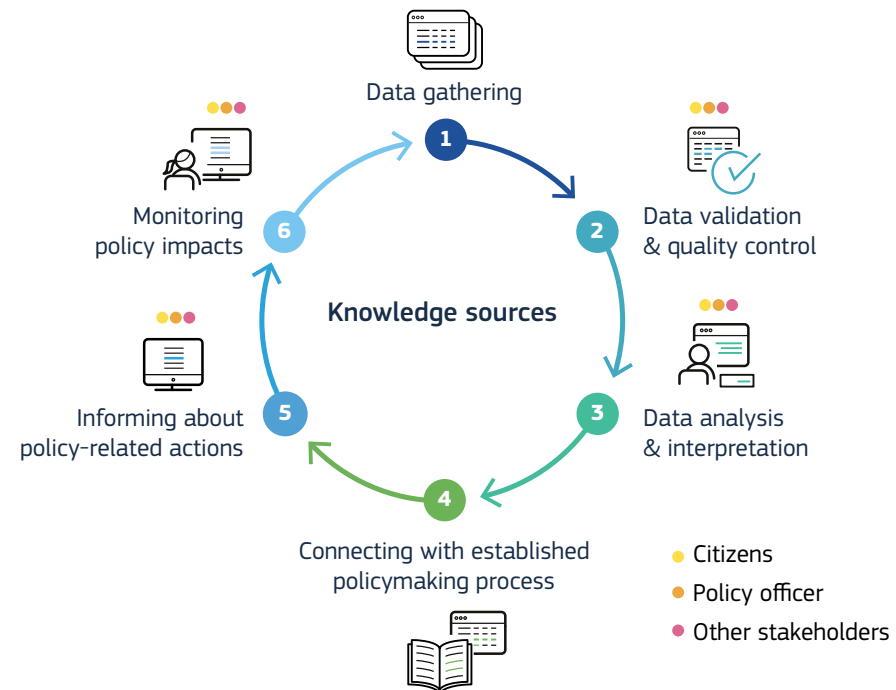 Data gathering
1
2
Data validation
& quality control
3
Data analysis
& interpretation
4
Connecting with established
policymaking process
5
Informing about
policy-related actions
6
Monitoring
policy impacts
Knowledge sources
Citizens
Policy officer
Other stakeholders